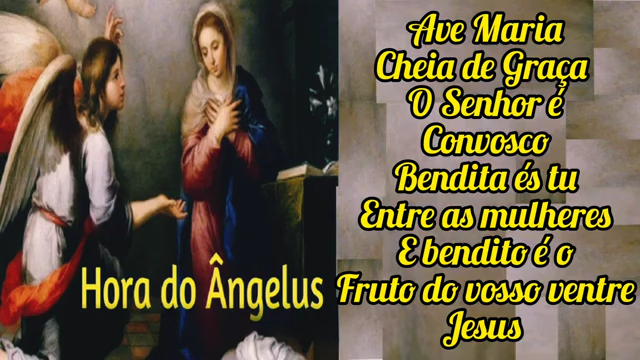 Hora do Ângelus
Ave Maria
Cheia de Graça
O Senhor é
Convosco
Bendita és tu
Entre as mulheres
E bendito é o
Fruto do vosso ventre
Jesus